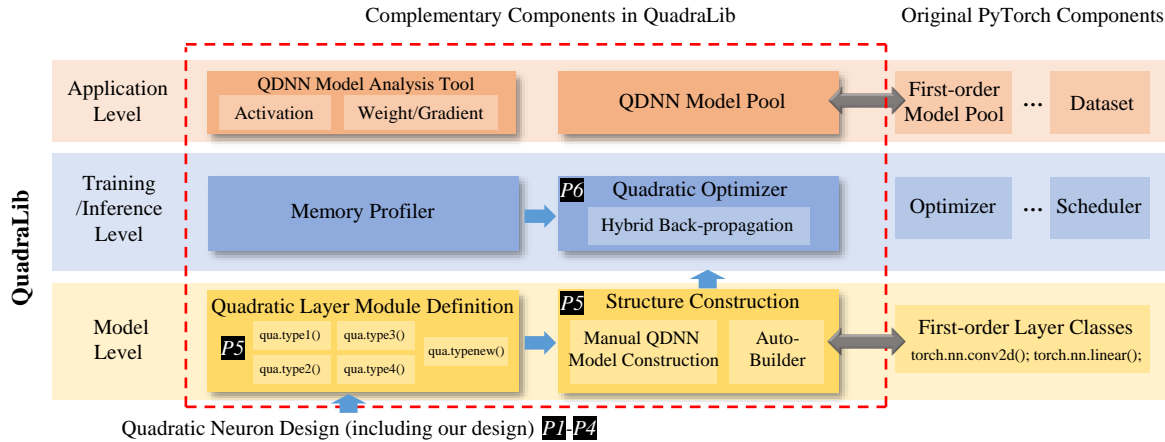 Complementary Components in QuadraLib
Original PyTorch Components
QuadraLib
Application
Level
QDNN Model Analysis Tool
Activation
Weight/Gradient
QDNN Model Pool
First-order
Model Pool
...
Dataset
Training
/Inference
Level
Memory Profiler
P6
Quadratic Optimizer
Hybrid Back-propagation
Optimizer
...
Scheduler
Model
Level
Quadratic Layer Module Definition
P5
qua.type1()
qua.type3()
qua.type2()
qua.type4()
qua.typenew()
P5
Structure Construction
Manual QDNN
Model Construction
Auto-
Builder
First-order Layer Classes
torch.nn.conv2d(); torch.nn.linear();
Quadratic Neuron Design (including our design) P1-P4